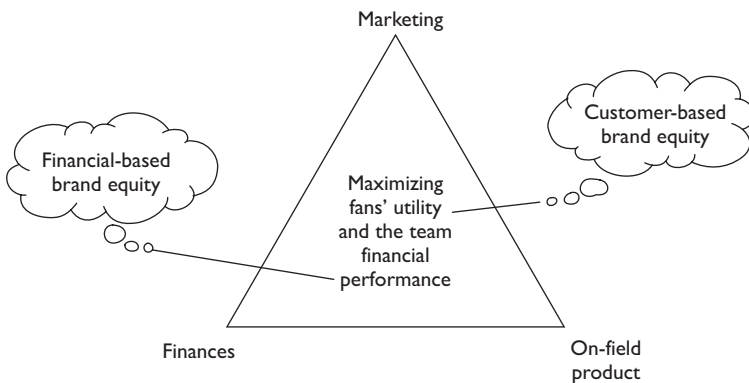 Marketing
Customer-based
brand equity
Financial-based
brand equity
Maximizing
fans' utility
and the team
financial
performance
Finances
On-field
product